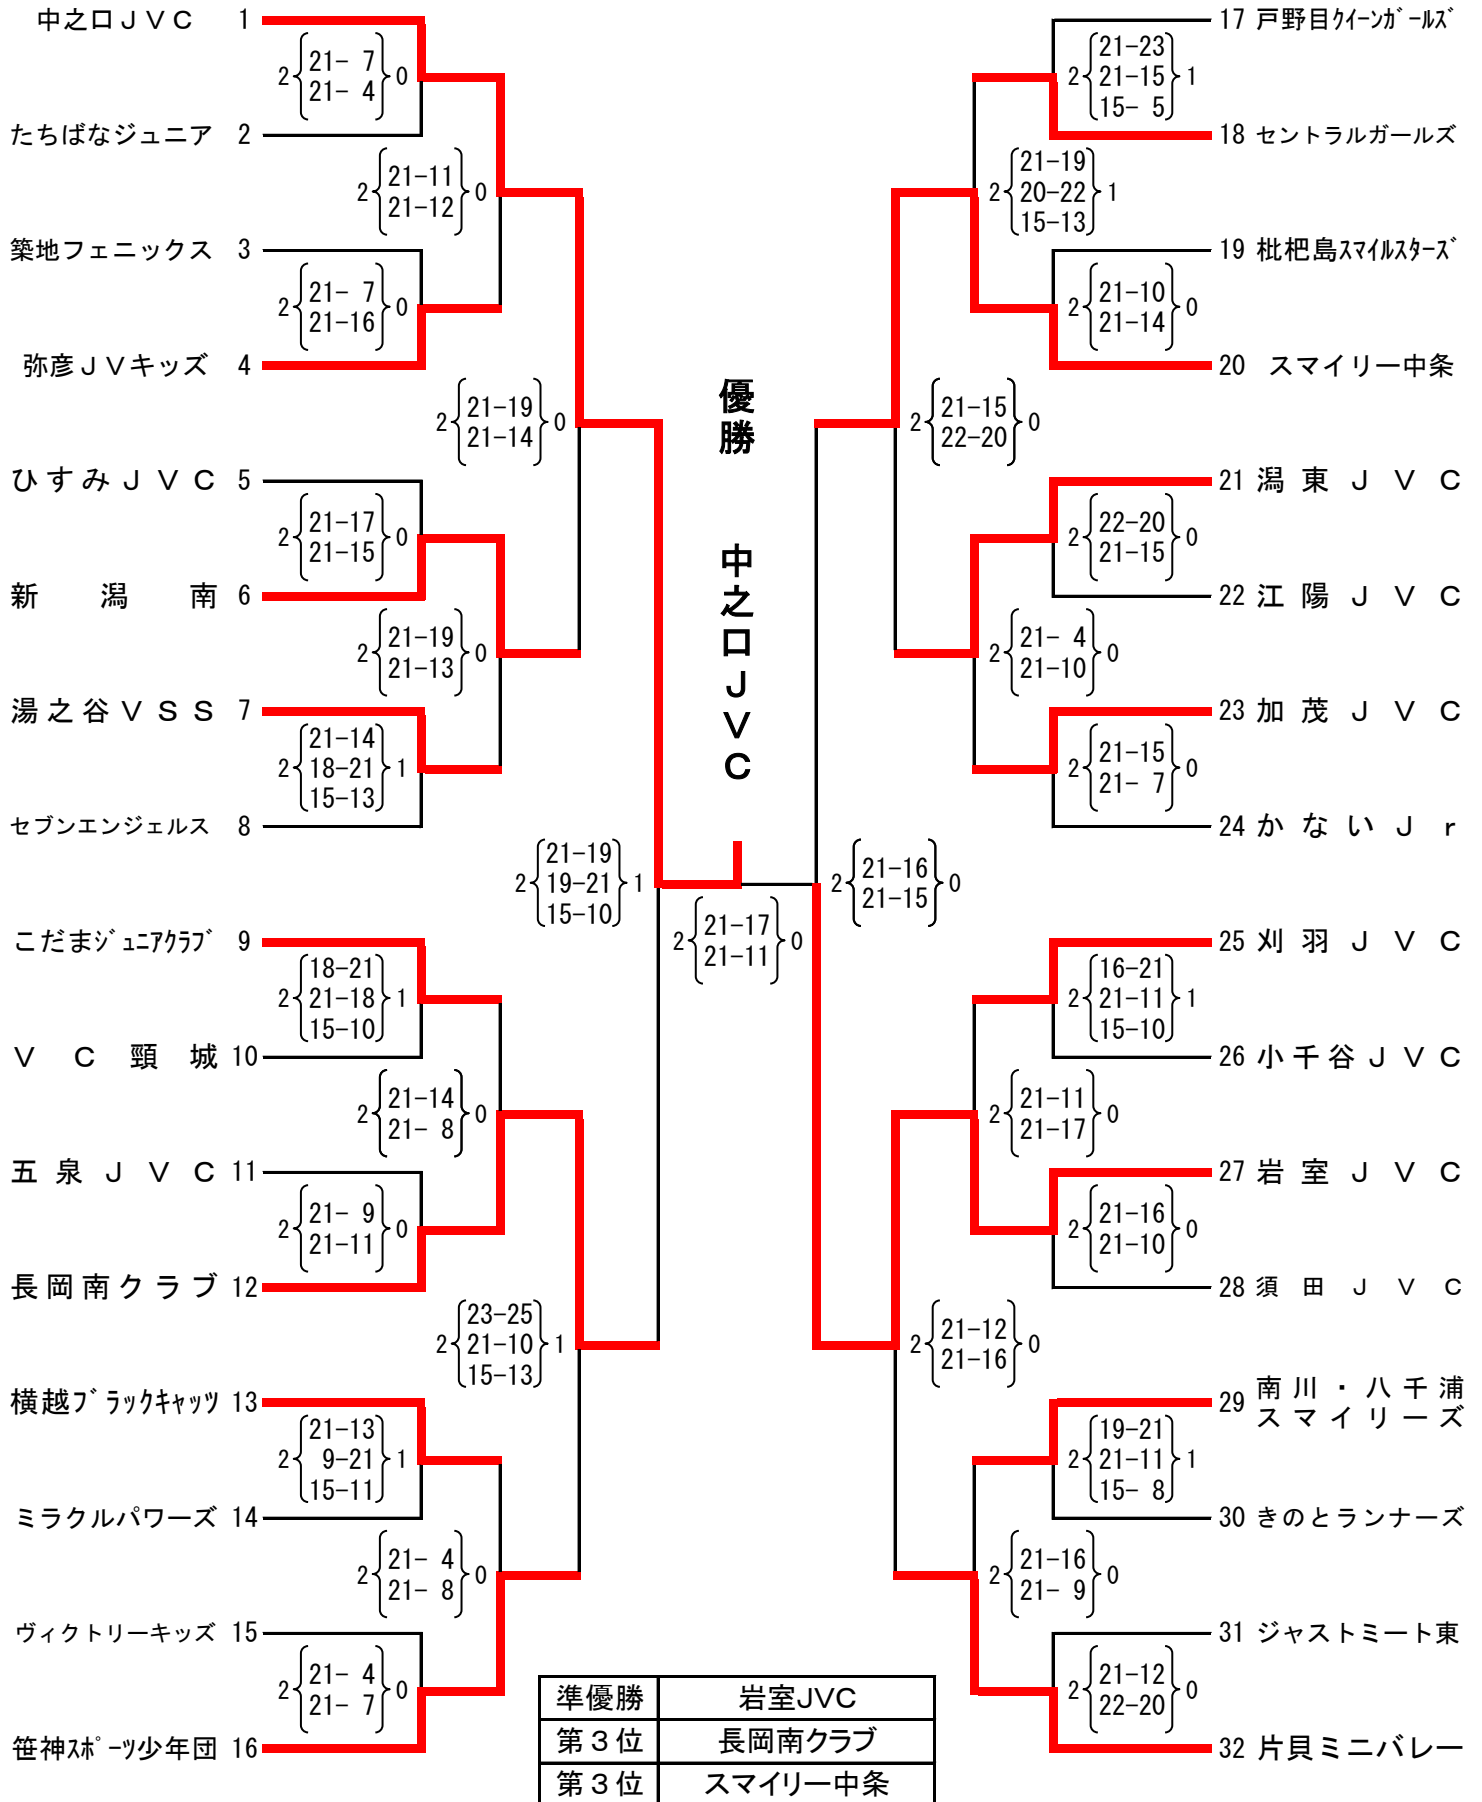 中之口ＪＶＣ 1
2 21- 7 0
21- 4
たちばなジュニア 2
2 21-11 0
21-12
築地フェニックス 3
2 21- 7 0
21-16
弥彦ＪＶキッズ 4
2 21-19 0
21-14
ひすみＪＶＣ 5
2 21-17 0
21-15
新潟南 6
2 21-19 0
21-13
湯之谷ＶＳＳ 7
21-14
2 18-21 1
15-13
セブンエンジェルス 8
21-19
2 19-21 1
15-10
こだまｼﾞｭﾆｱｸﾗﾌﾞ 9
18-21
2 21-18 1
15-10
ＶＣ頸城 10
2 21-14 0
21- 8
五泉ＪＶＣ 11
2 21- 9 0
21-11
長岡南クラブ 12
23-25
2 21-10 1
15-13
横越ﾌﾞﾗｯｸｷｬｯﾂ 13
21-13
2 9-21 1
15-11
ミラクルパワーズ 14
2 21- 4 0
21- 8
ヴィクトリーキッズ 15
2 21- 4 0
21- 7
笹神ｽﾎﾟｰﾂ少年団 16
優勝 中之口ＪＶＣ
2 21-17 0
21-11
17 戸野目ｸｲｰﾝｶﾞｰﾙｽﾞ
21-23
2 21-15 1
15- 5
18 セントラルガールズ
21-19
2 20-22 1
15-13
19 枇杷島ｽﾏｲﾙｽﾀｰｽﾞ
2 21-10 0
21-14
20 スマイリー中条
2 21-15 0
22-20
21 潟東ＪＶＣ
2 22-20 0
21-15
22 江陽ＪＶＣ
2 21- 4 0
21-10
23 加茂ＪＶＣ
2 21-15 0
21- 7
24 かないＪｒ
2 21-16 0
21-15
25 刈羽ＪＶＣ
16-21
2 21-11 1
15-10
26 小千谷ＪＶＣ
2 21-11 0
21-17
27 岩室ＪＶＣ
2 21-16 0
21-10
28 須田ＪＶＣ
2 21-12 0
21-16
29 南川・八千浦
スマイリーズ
19-21
2 21-11 1
15- 8
30 きのとランナーズ
2 21-16 0
21- 9
31 ジャストミート東
2 21-12 0
22-20
32 片貝ミニバレー
準優勝 岩室JVC
第３位 長岡南クラブ
第３位 スマイリー中条